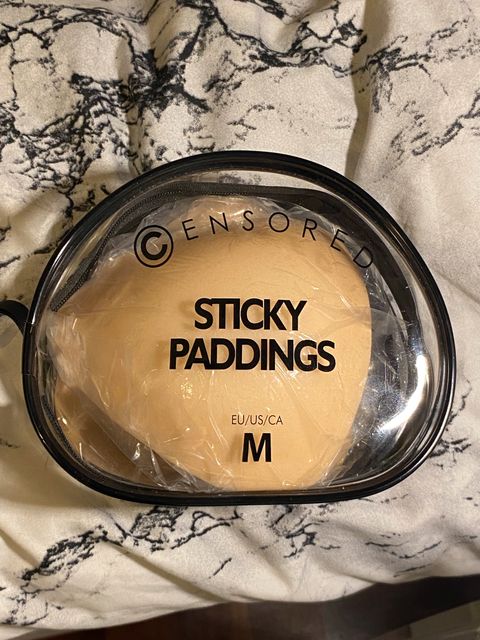 ©ENSORED
STICKY
PADDINGS
EU/US/CA
M